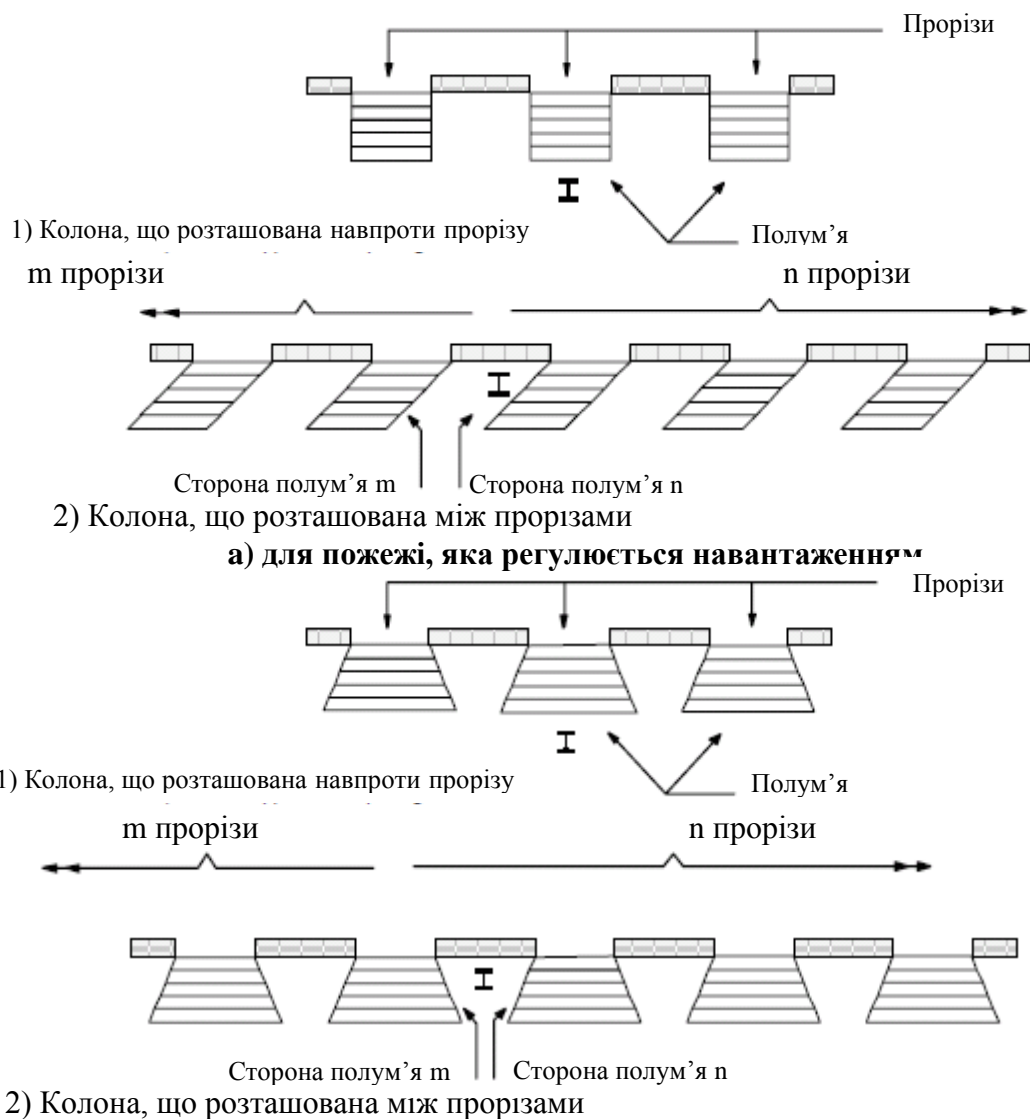 Прорізи
1) Колона, що розташована навпроти прорізу
Полум’я
m прорізи
n прорізи
Сторона полум’я m
Сторона полум’я n
2) Колона, що розташована між прорізами
а) для пожежі, яка регулюється навантаженням
Прорізи
1) Колона, що розташована навпроти прорізу
Полум’я
m прорізи
n прорізи
Сторона полум’я m
Сторона полум’я n
2) Колона, що розташована між прорізами